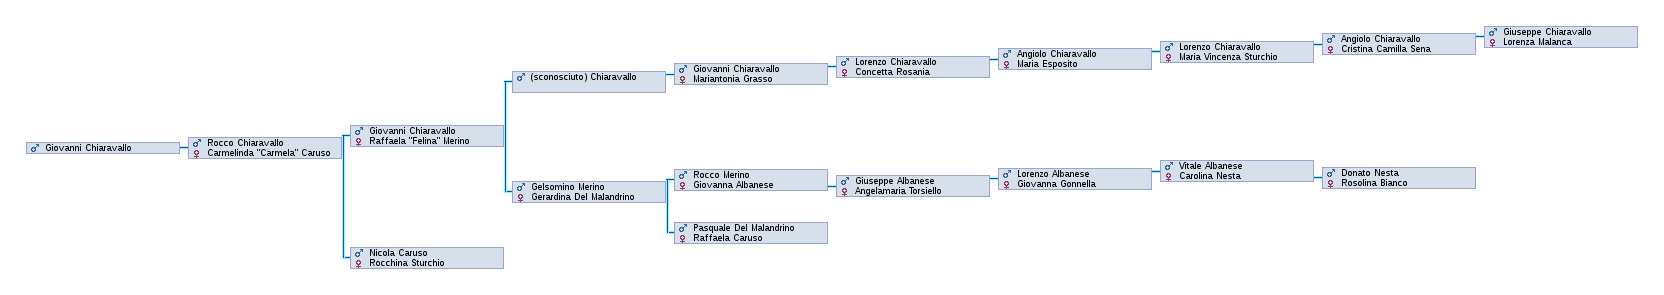 Giovanni Chiaravallo
Rocco Chiaravallo
Carmelinda "Carmela" Caruso
Giovanni Chiaravallo
Raffaela "Felina" Merino
Nicola Caruso
Rocchina Sturchio
(sconosciuto) Chiaravallo
Gelsomino Merino
Gerardina Del Malandrino
Giovanni Chiaravallo
Mariantonia Grasso
Rocco Merino
Giovanna Albanese
Pasquale Del Malandrino
Raffaela Caruso
Lorenzo Chiaravallo
Concetta Rosania
Giuseppe Albanese
Angelamaria Torsiello
Angiolo Chiaravallo
Maria Esposito
Lorenzo Albanese
Giovanna Gonnella
Lorenzo Chiaravallo
Maria Vincenza Sturchio
Vitale Albanese
Carolina Nesta
Angiolo Chiaravallo
Cristina Camilla Sena
Donato Nesta
Rosolina Bianco
Giuseppe Chiaravallo
Lorenza Malanca